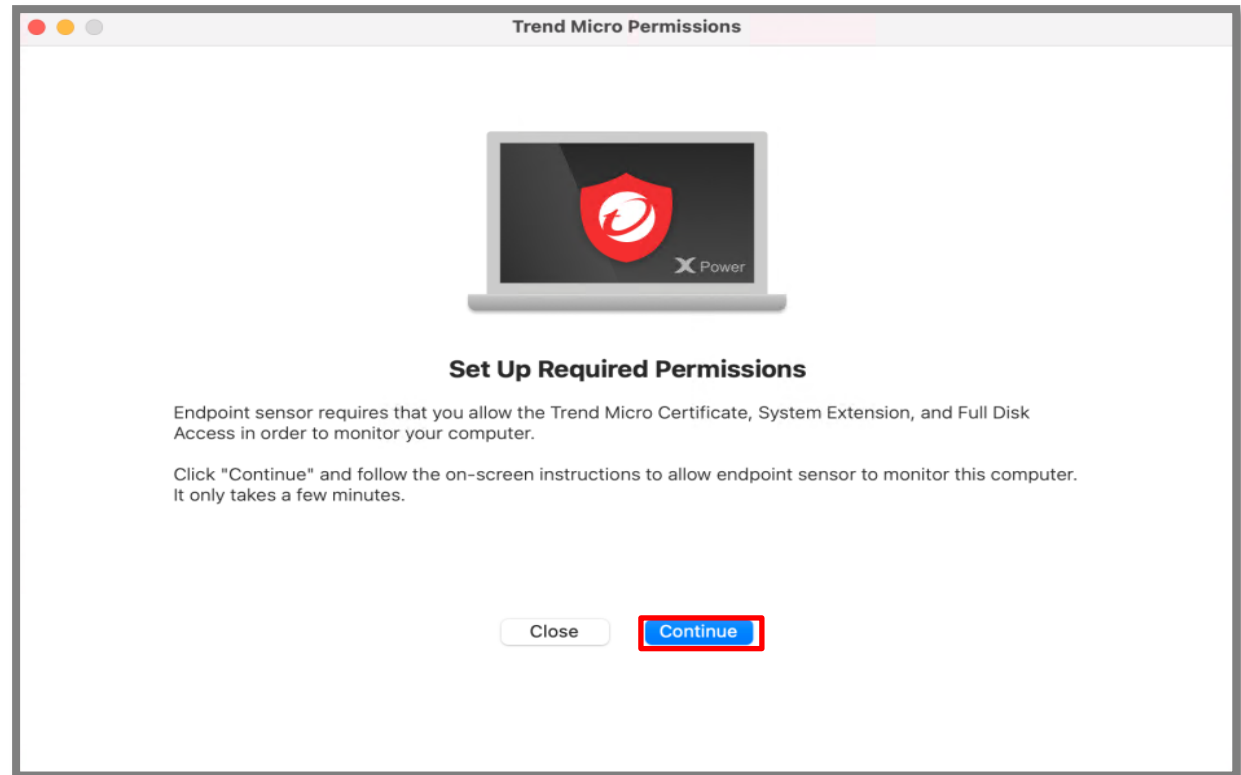 Trend Micro Permissions
X Power
Set Up Required Permissions
Endpoint sensor requires that you allow the Trend Micro Certificate, System Extension, and Full Disk
Access in order to monitor your computer.
Click "Continue" and follow the on-screen instructions to allow endpoint sensor to monitor this computer.
It only takes a few minutes.
Close
Continue